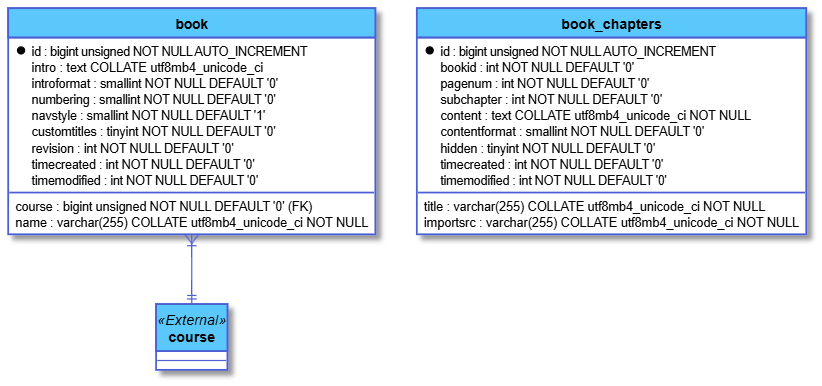 book
id : bigint unsigned NOT NULL AUTO_INCREMENT
intro : text COLLATE utf8mb4_unicode_ci
introformat : smallint NOT NULL DEFAULT '0'
numbering : smallint NOT NULL DEFAULT '0'
navstyle : smallint NOT NULL DEFAULT '1'
customtitles : tinyint NOT NULL DEFAULT '0'
revision : int NOT NULL DEFAULT '0'
timecreated : int NOT NULL DEFAULT '0'
timemodified : int NOT NULL DEFAULT '0'
course : bigint unsigned NOT NULL DEFAULT '0' (FK)
name : varchar(255) COLLATE utf8mb4_unicode_ci NOT NULL
book_chapters
id : bigint unsigned NOT NULL AUTO_INCREMENT
bookid : int NOT NULL DEFAULT '0'
pagenum : int NOT NULL DEFAULT '0'
subchapter : int NOT NULL DEFAULT '0'
content : text COLLATE utf8mb4_unicode_ci NOT NULL
contentformat : smallint NOT NULL DEFAULT '0'
hidden : tinyint NOT NULL DEFAULT '0'
timecreated : int NOT NULL DEFAULT '0'
timemodified : int NOT NULL DEFAULT '0'
title : varchar(255) COLLATE utf8mb4_unicode_ci NOT NULL
importsrc : varchar(255) COLLATE utf8mb4_unicode_ci NOT NULL
«External»
course